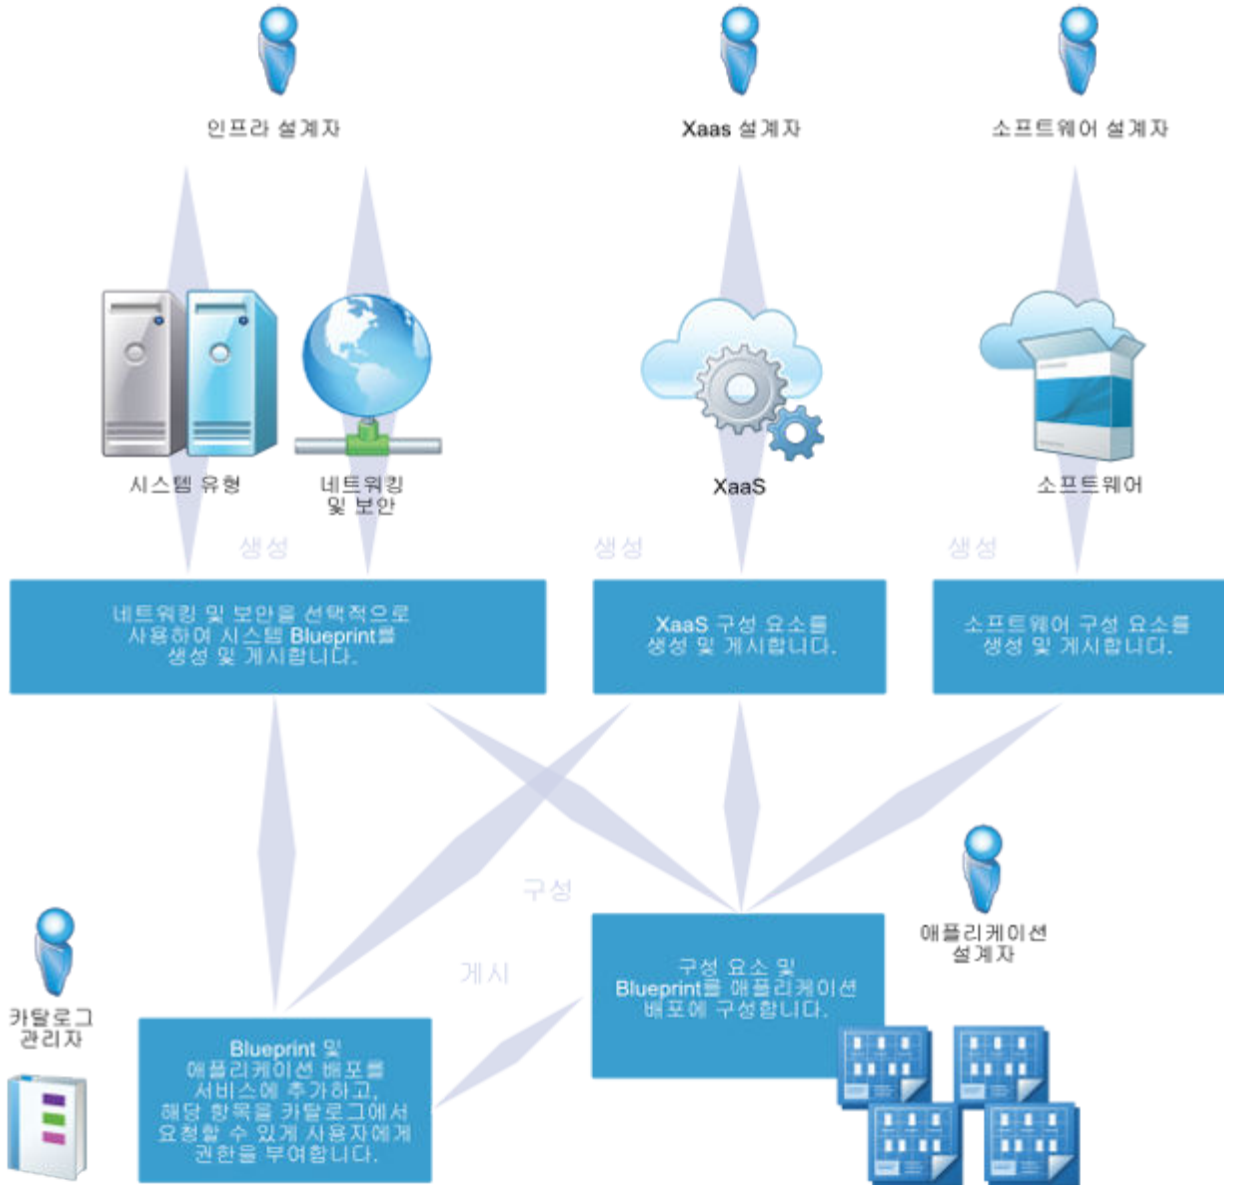 인프라 설계자
Xaas 설계자
소프트웨어 설계자
시스템 유형
네트워킹
및 보안
XaaS
소프트웨어
생성
생성
생성
네트워킹 및 보안을 선택적으로
사용하여 시스템 Blueprint를
생성 및 게시합니다.
XaaS 구성 요소를
생성 및 게시합니다.
소프트웨어 구성 요소를
생성 및 게시합니다.
구성
게시
애플리케이션
설계자
구성 요소 및
Blueprint를 애플리케이션
배포에 구성합니다.
카탈로그
관리자
Blueprint 및
애플리케이션 배포를
서비스에 추가하고,
해당 항목을 카탈로그에서
요청할 수 있게 사용자에게
권한을 부여합니다.